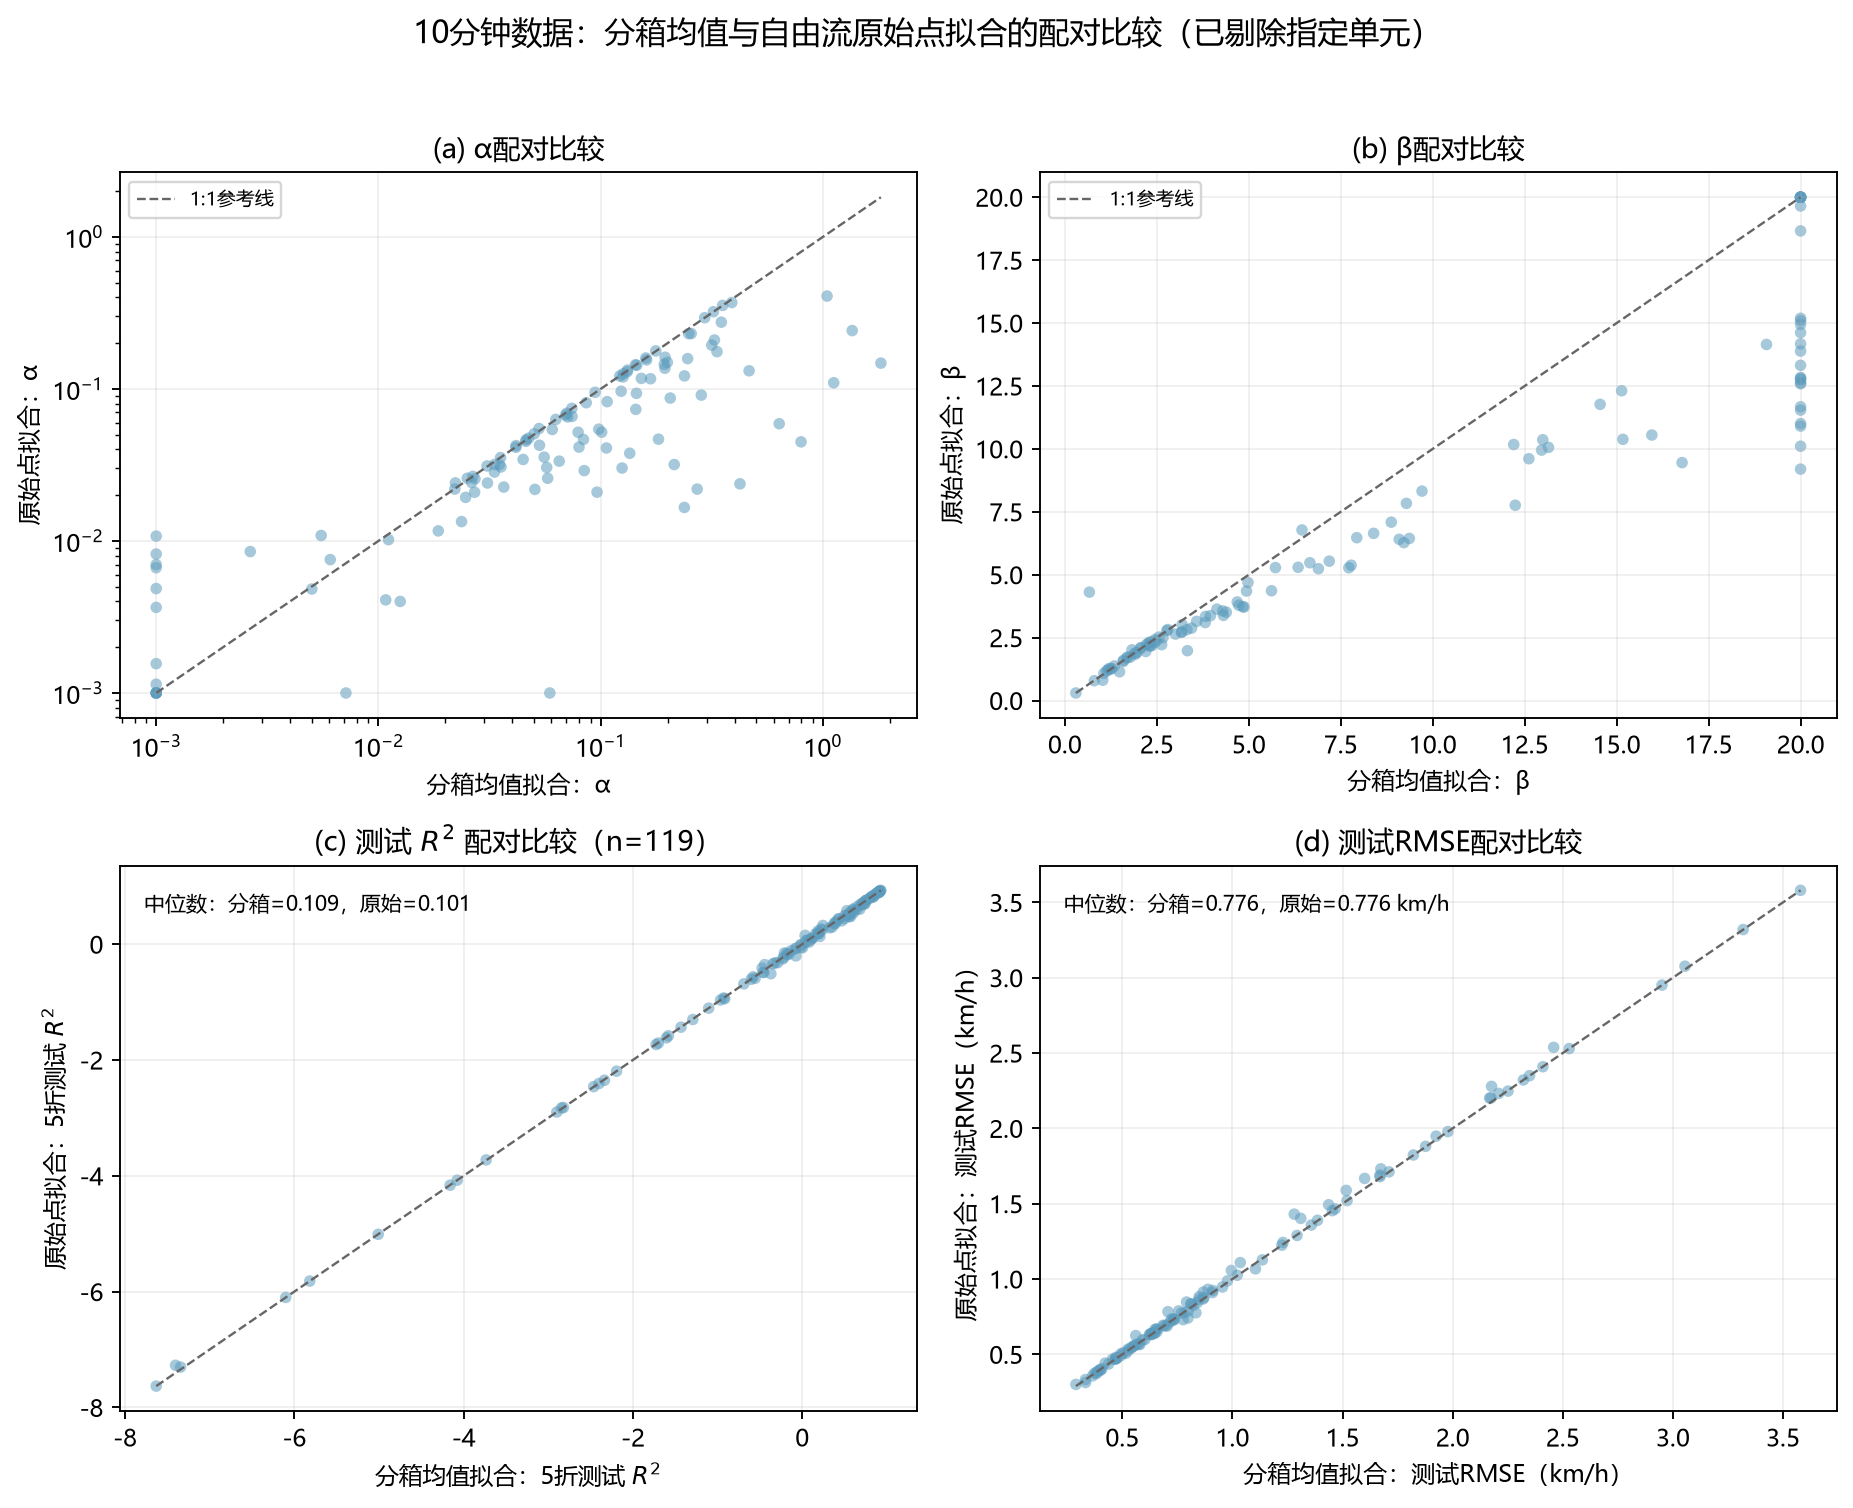 10分钟数据：分箱均值与自由流原始点拟合的配对比较（已剔除指定单元）
(a) α配对比较
1:1参考线
10⁰
10⁻¹
10⁻²
10⁻³
原始点拟合：α
10⁻³ 10⁻² 10⁻¹ 10⁰
分箱均值拟合：α
(b) β配对比较
1:1参考线
20.0
17.5
15.0
12.5
10.0
7.5
5.0
2.5
0.0
原始点拟合：β
0.0 2.5 5.0 7.5 10.0 12.5 15.0 17.5 20.0
分箱均值拟合：β
(c) 测试 R² 配对比较（n=119）
中位数：分箱=0.109，原始=0.101
0
-2
-4
-6
-8
原始点拟合：5折测试 R²
-8 -6 -4 -2 0
分箱均值拟合：5折测试 R²
(d) 测试RMSE配对比较
中位数：分箱=0.776，原始=0.776 km/h
3.5
3.0
2.5
2.0
1.5
1.0
0.5
原始点拟合：测试RMSE（km/h）
0.5 1.0 1.5 2.0 2.5 3.0 3.5
分箱均值拟合：测试RMSE（km/h）